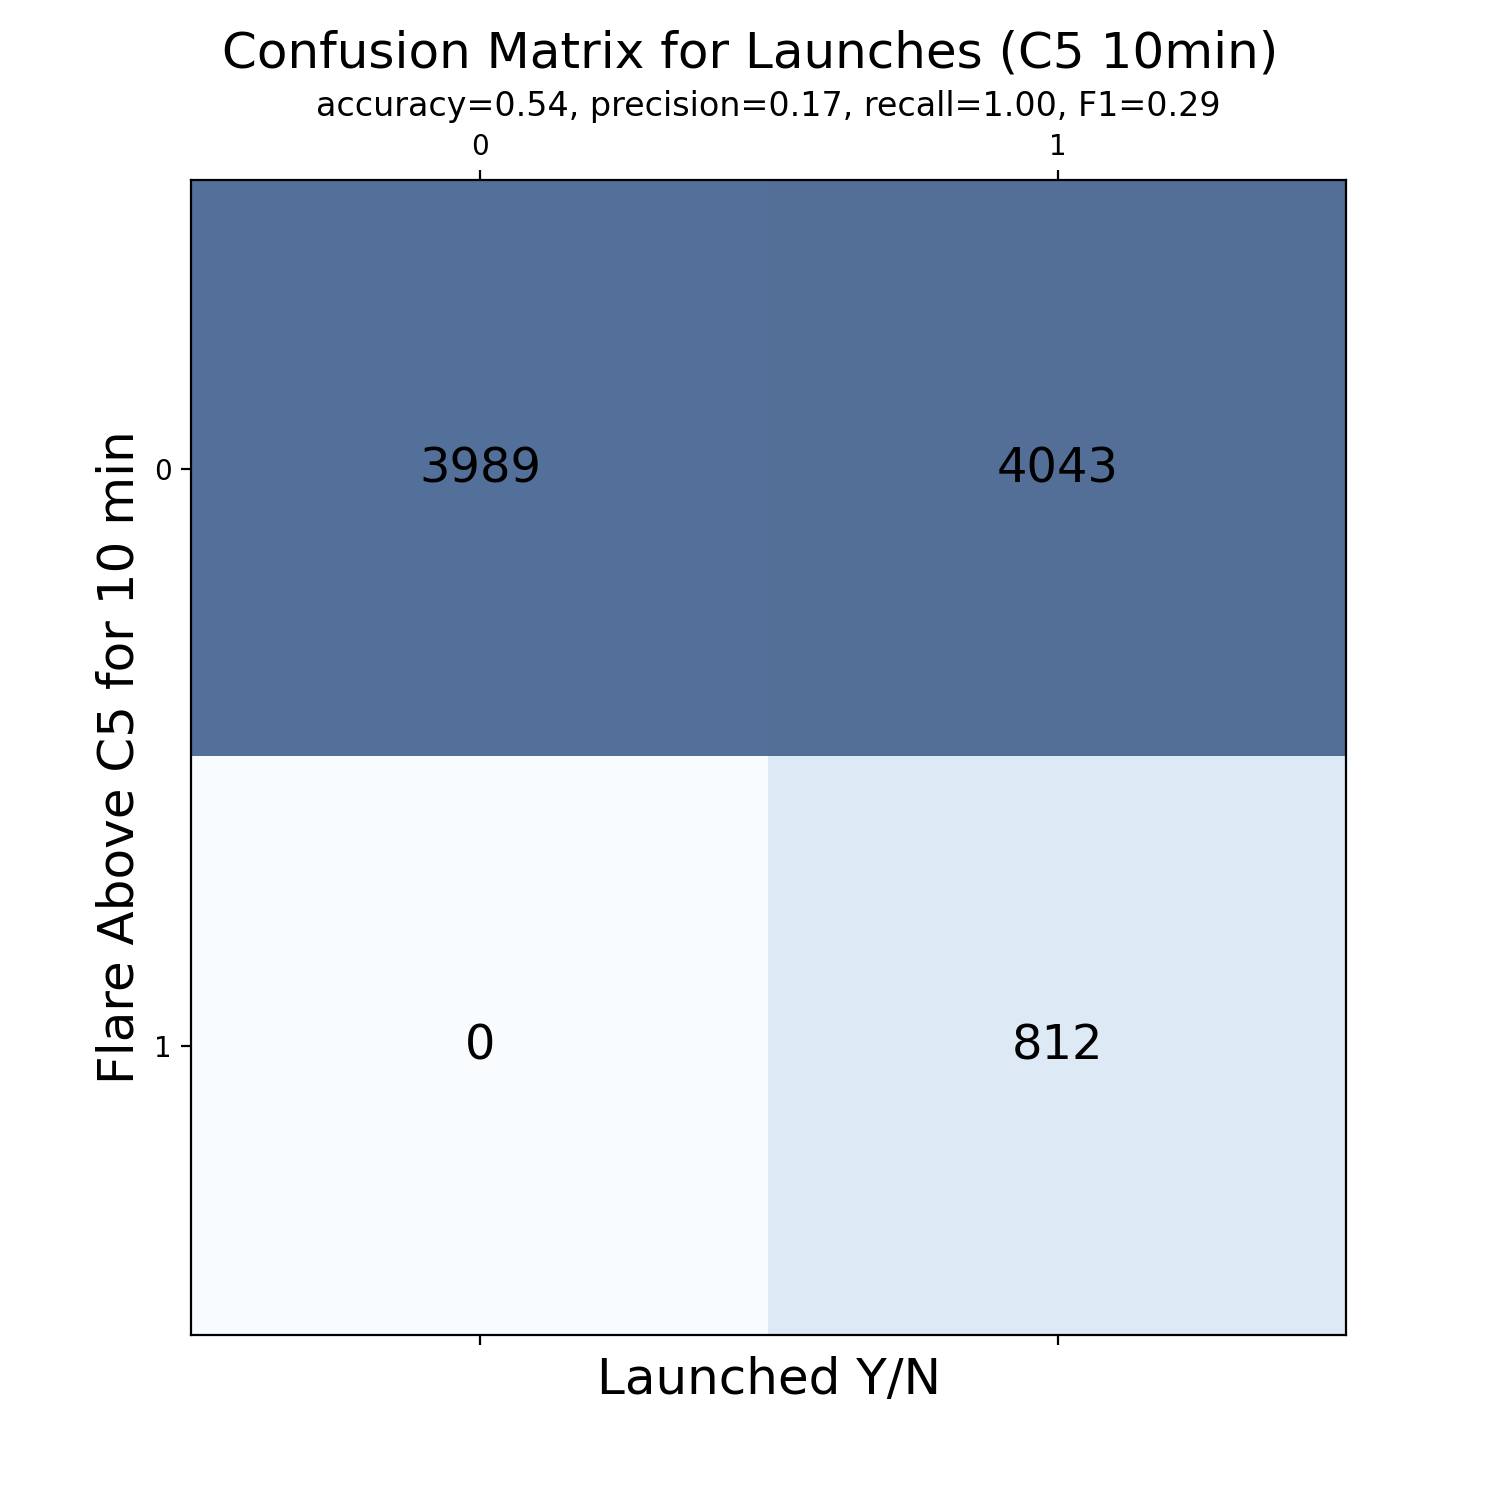 Confusion Matrix for Launches (C5 10min)
accuracy=0.54, precision=0.17, recall=1.00, F1=0.29
0 1
Flare Above C5 for 10 min
0 3989 4043
1 0 812
Launched Y/N